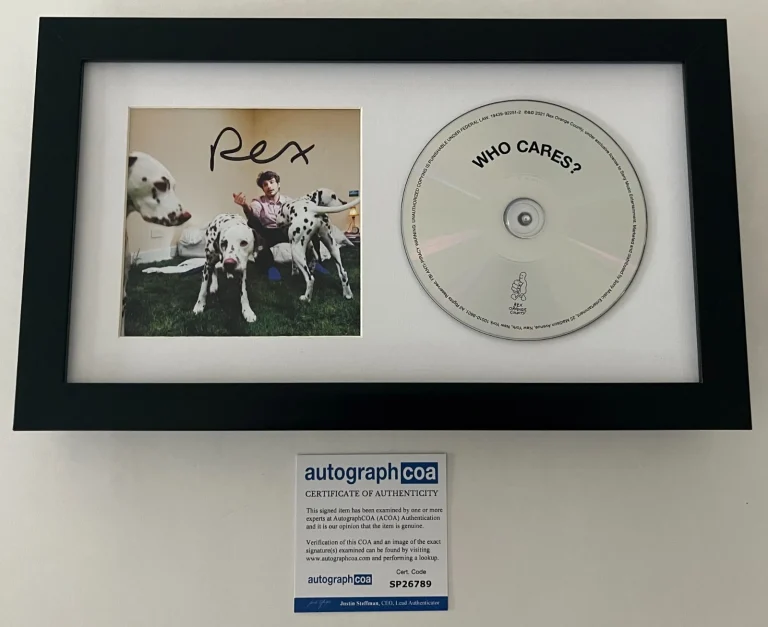 Rex
WHO CARES?
REX
ORANGE
COUNTY
autographcoa
CERTIFICATE OF AUTHENTICITY
This signed item has been examined by one or more
experts at AutographCOA (ACOA) Authentication
and it is our opinion that the item is genuine.
Verification of this COA and an image of the exact
signature(s) examined can be found by visiting
www.autographcoa.com and performing a lookup.
autographcoa
Cert. Code
SP26789
Justin Steffman, CEO, Lead Authenticator